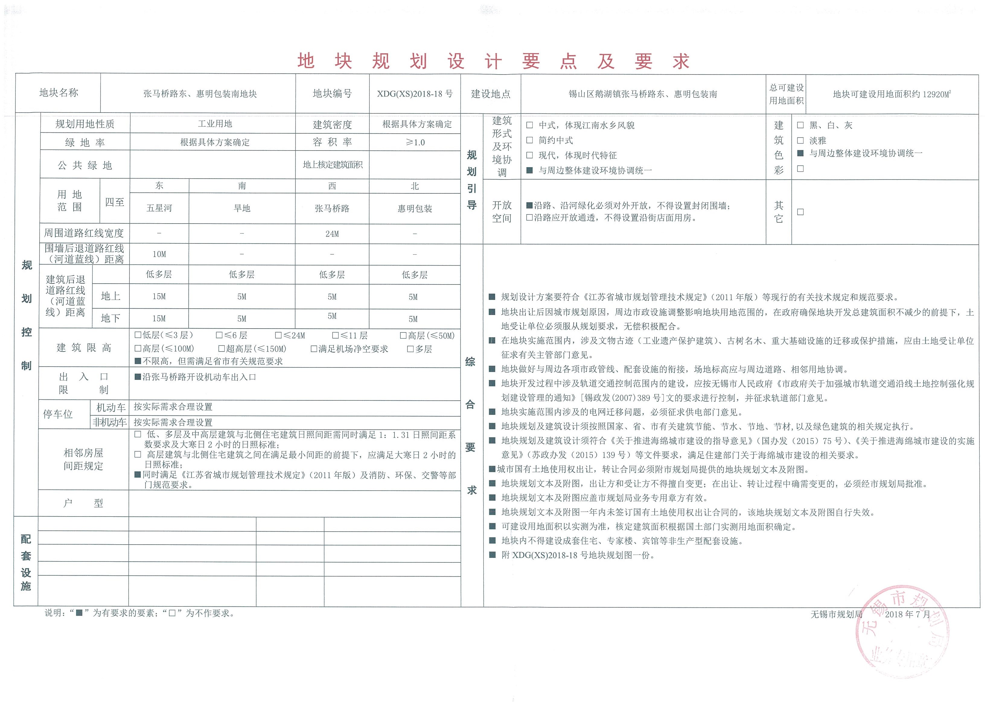 地块规划设计要点及要求
地块名称 张马桥路东、惠明包装南地块 地块编号 XDG(XS)2018-18 号 建设地点 锡山区鹅湖镇张马桥路东、惠明包装南 总可建设用地面积 地块可建设用地面积约 12920M²
规划控制
规划用地性质 工业用地 建筑密度 根据具体方案确定
绿地率 根据具体方案确定 容积率 ≥1.0
公共绿地 地上核定建筑面积
用地范围 四至 东 南 西 北
五星河 旱地 张马桥路 惠明包装
周围道路红线宽度 － － 24M －
围墙后退道路红线（河道蓝线）距离 10M － － －
建筑后退道路红线（河道蓝线）距离 低多层 低多层 低多层 低多层
地上 15M 5M 5M 5M
地下 15M 5M 5M 5M
建筑限高
□低层(≤3 层) □≤6 层 □≤24M □≤11 层 □高层(≤50M)
□高层(≤100M) □超高层(≤150M) □满足机场净空要求 □多层
■不限高，但需满足省市有关规范要求
出入口限制 ■沿张马桥路开设机动车出入口
停车位 机动车 按实际需求合理设置
非机动车 按实际需求合理设置
相邻房屋间距规定
□ 低、多层及中高层建筑与北侧住宅建筑日照间距需同时满足 1：1.31 日照间距系
数要求及大寒日 2 小时的日照标准；
□ 高层建筑与北侧住宅建筑之间在满足最小间距的前提下，应满足大寒日 2 小时的
日照标准；
■同时满足《江苏省城市规划管理技术规定》（2011 年版）及消防、环保、交警等部
门规范要求。
户型
配套设施
规划引导
建筑形式及环境协调
□ 中式，体现江南水乡风貌
□ 简约中式
□ 现代，体现时代特征
■ 与周边整体建设环境协调统一
建筑色彩
□ 黑、白、灰
□ 淡雅
■ 与周边整体建设环境协调统一
□
开放空间
■沿路、沿河绿化必须对外开放，不得设置封闭围墙；
□沿路应开放通透，不得设置沿街店面用房。
其它 □
综合要求
■ 规划设计方案要符合《江苏省城市规划管理技术规定》（2011 年版）等现行的有关技术规定和规范要求。
■ 地块出让后因城市规划原因，周边市政设施调整影响地块用地范围的，在政府确保地块开发总建筑面积不减少的前提下，土
地受让单位必须服从规划要求，无偿积极配合。
■ 在地块实施范围内，涉及文物古迹（工业遗产保护建筑）、古树名木、重大基础设施的迁移或保护措施，应由土地受让单位
征求有关主管部门意见。
■ 地块做好与周边各项市政管线、配套设施的衔接，场地标高应与周边道路、相邻用地协调。
■ 地块开发过程中涉及轨道交通控制范围内的建设，应按无锡市人民政府《市政府关于加强城市轨道交通沿线土地控制强化规
划建设管理的通知》[锡政发(2007)389 号]文的要求进行控制，并征求轨道部门意见。
■ 地块实施范围内涉及的电网迁移问题，必须征求供电部门意见。
■ 地块规划及建筑设计须按照国家、省、市有关建筑节能、节水、节地、节材,以及绿色建筑的相关规定执行。
■ 地块规划及建筑设计须符合《关于推进海绵城市建设的指导意见》（国办发（2015）75 号）、《关于推进海绵城市建设的实施
意见》（苏政办发（2015）139 号）等文件要求，满足住建部门关于海绵城市建设的相关要求。
■城市国有土地使用权出让，转让合同必须附市规划局提供的地块规划文本及附图。
■ 地块规划文本及附图，出让方和受让方不得擅自变更；在出让、转让过程中确需变更的，必须经市规划局批准。
■ 地块规划文本及附图应盖市规划局业务专用章方有效。
■ 地块规划文本及附图一年内未签订国有土地使用权出让合同的，该地块规划文本及附图自行失效。
■ 可建设用地面积以实测为准，核定建筑面积根据国土部门实测用地面积确定。
■ 地块内不得建设成套住宅、专家楼、宾馆等非生产型配套设施。
■ 附 XDG(XS)2018-18 号地块规划图一份。
说明：“■”为有要求的要素；“□”为不作要求。
无锡市规划局 2018 年 7 月
无锡市规划局
业务专用章